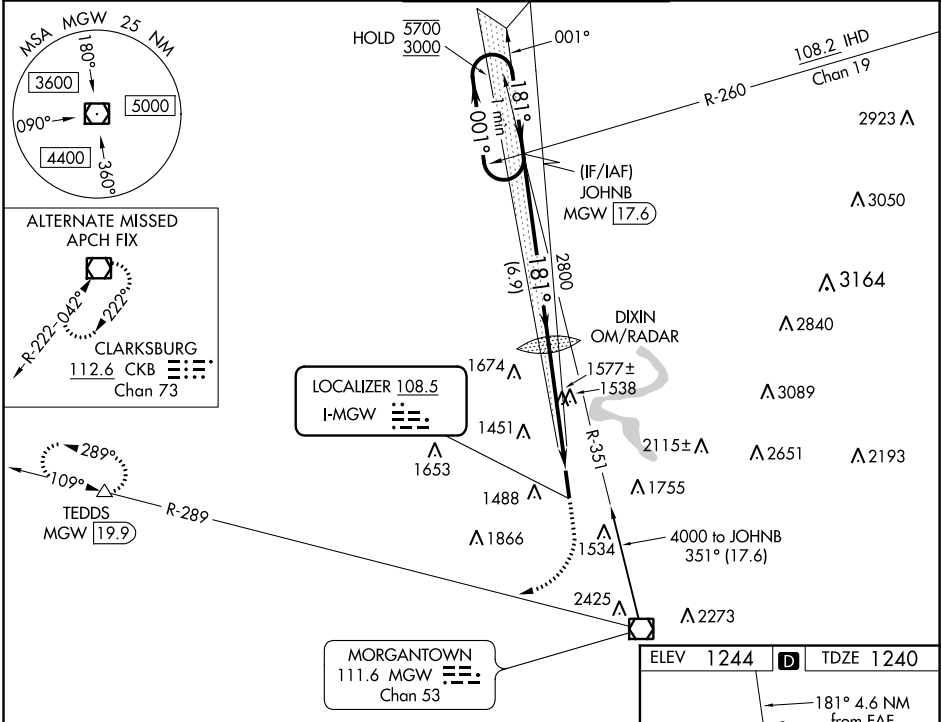 MSA MGW 25 NM
180°
3600
5000
090°
4400
360°
HOLD 5700
3000
001°
108.2 IHD
Chan 19
R-260
181°
1 min
001°
2923
(IF/IAF)
JOHNB
MGW 17.6
3050
ALTERNATE MISSED
APCH FIX
R-222
042°
222°
CLARKSBURG
112.6 CKB
Chan 73
181°
(6.9)
2800
3164
2840
DIXIN
OM/RADAR
1674
1577±
1538
3089
LOCALIZER 108.5
I-MGW
1451
1653
R-351
2115±
2651
2193
289°
109°
TEDDS
MGW 19.9
R-289
1488
1755
1866
1534
4000 to JOHNB
351° (17.6)
2425
2273
MORGANTOWN
111.6 MGW
Chan 53
ELEV 1244 D TDZE 1240
181° 4.6 NM
from FAF